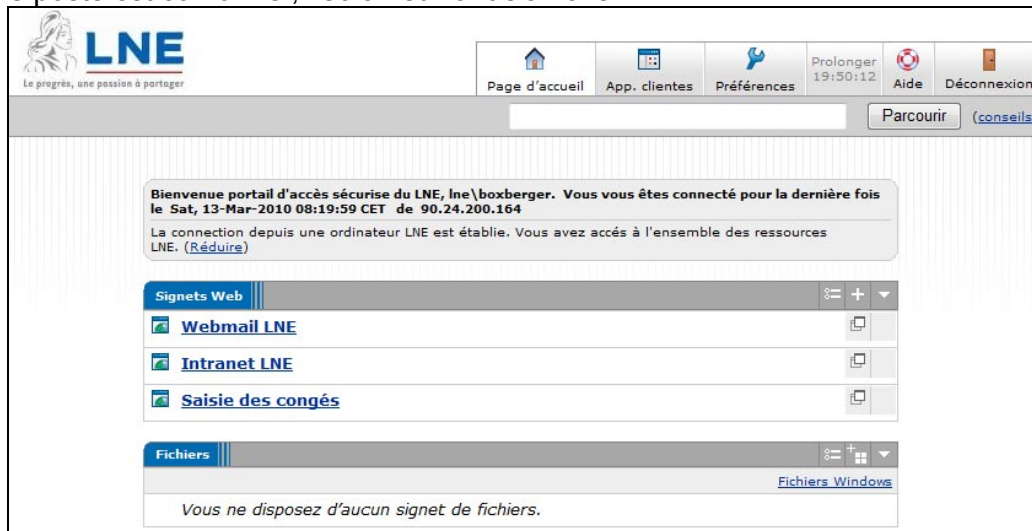 LNE
Le progrès, une passion à partager
Page d'accueil
App. clientes
Préférences
Prolonger
19:50:12
Aide
Déconnexion
Parcourir
(conseils
Bienvenue portail d'accès sécurise du LNE, lne\boxberger. Vous vous êtes connecté pour la dernière fois
le Sat, 13-Mar-2010 08:19:59 CET de 90.24.200.164
La connection depuis une ordinateur LNE est établie. Vous avez accés à l'ensemble des ressources
LNE. (Réduire)
Signets Web
Webmail LNE
Intranet LNE
Saisie des congés
Fichiers
Fichiers Windows
Vous ne disposez d'aucun signet de fichiers.